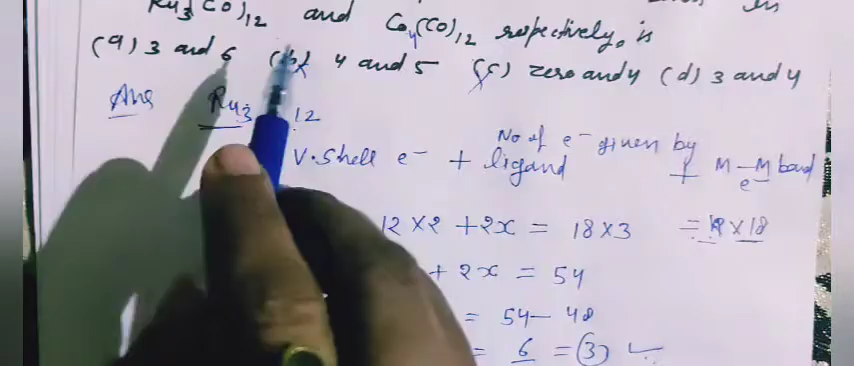 Ru3(CO)12 and Co4(CO)12 respectively, is
(a) 3 and 6 (b) 4 and 5 (c) zero and 4 (d) 3 and 4
Ans Ru3 12
V. Shell e- + ligand No of e- given by + M-M bond e-
12×2 + 2x = 18×3 = n×18
+ 2x = 54
= 54 - 48
= 6 = 3